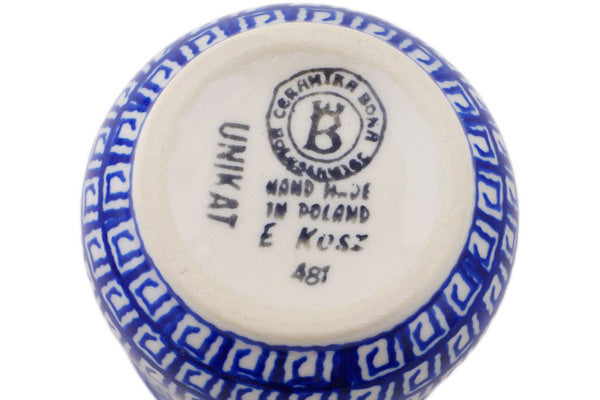 CERAMIKA BONA
B
HAND MADE
IN POLAND
E KOSZ
481
UNIKAT